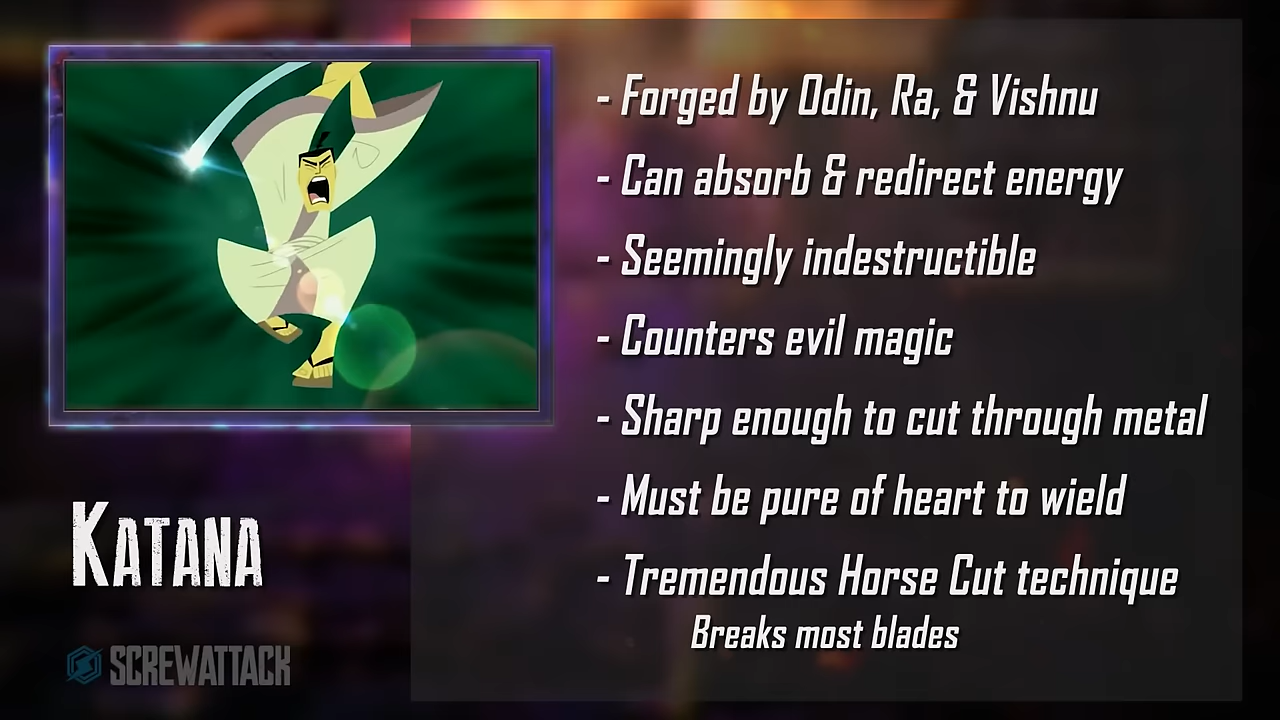 - Forged by Odin, Ra, & Vishnu
- Can absorb & redirect energy
- Seemingly indestructible
- Counters evil magic
- Sharp enough to cut through metal
- Must be pure of heart to wield
- Tremendous Horse Cut technique
Breaks most blades
KATANA
SCREWATTACK